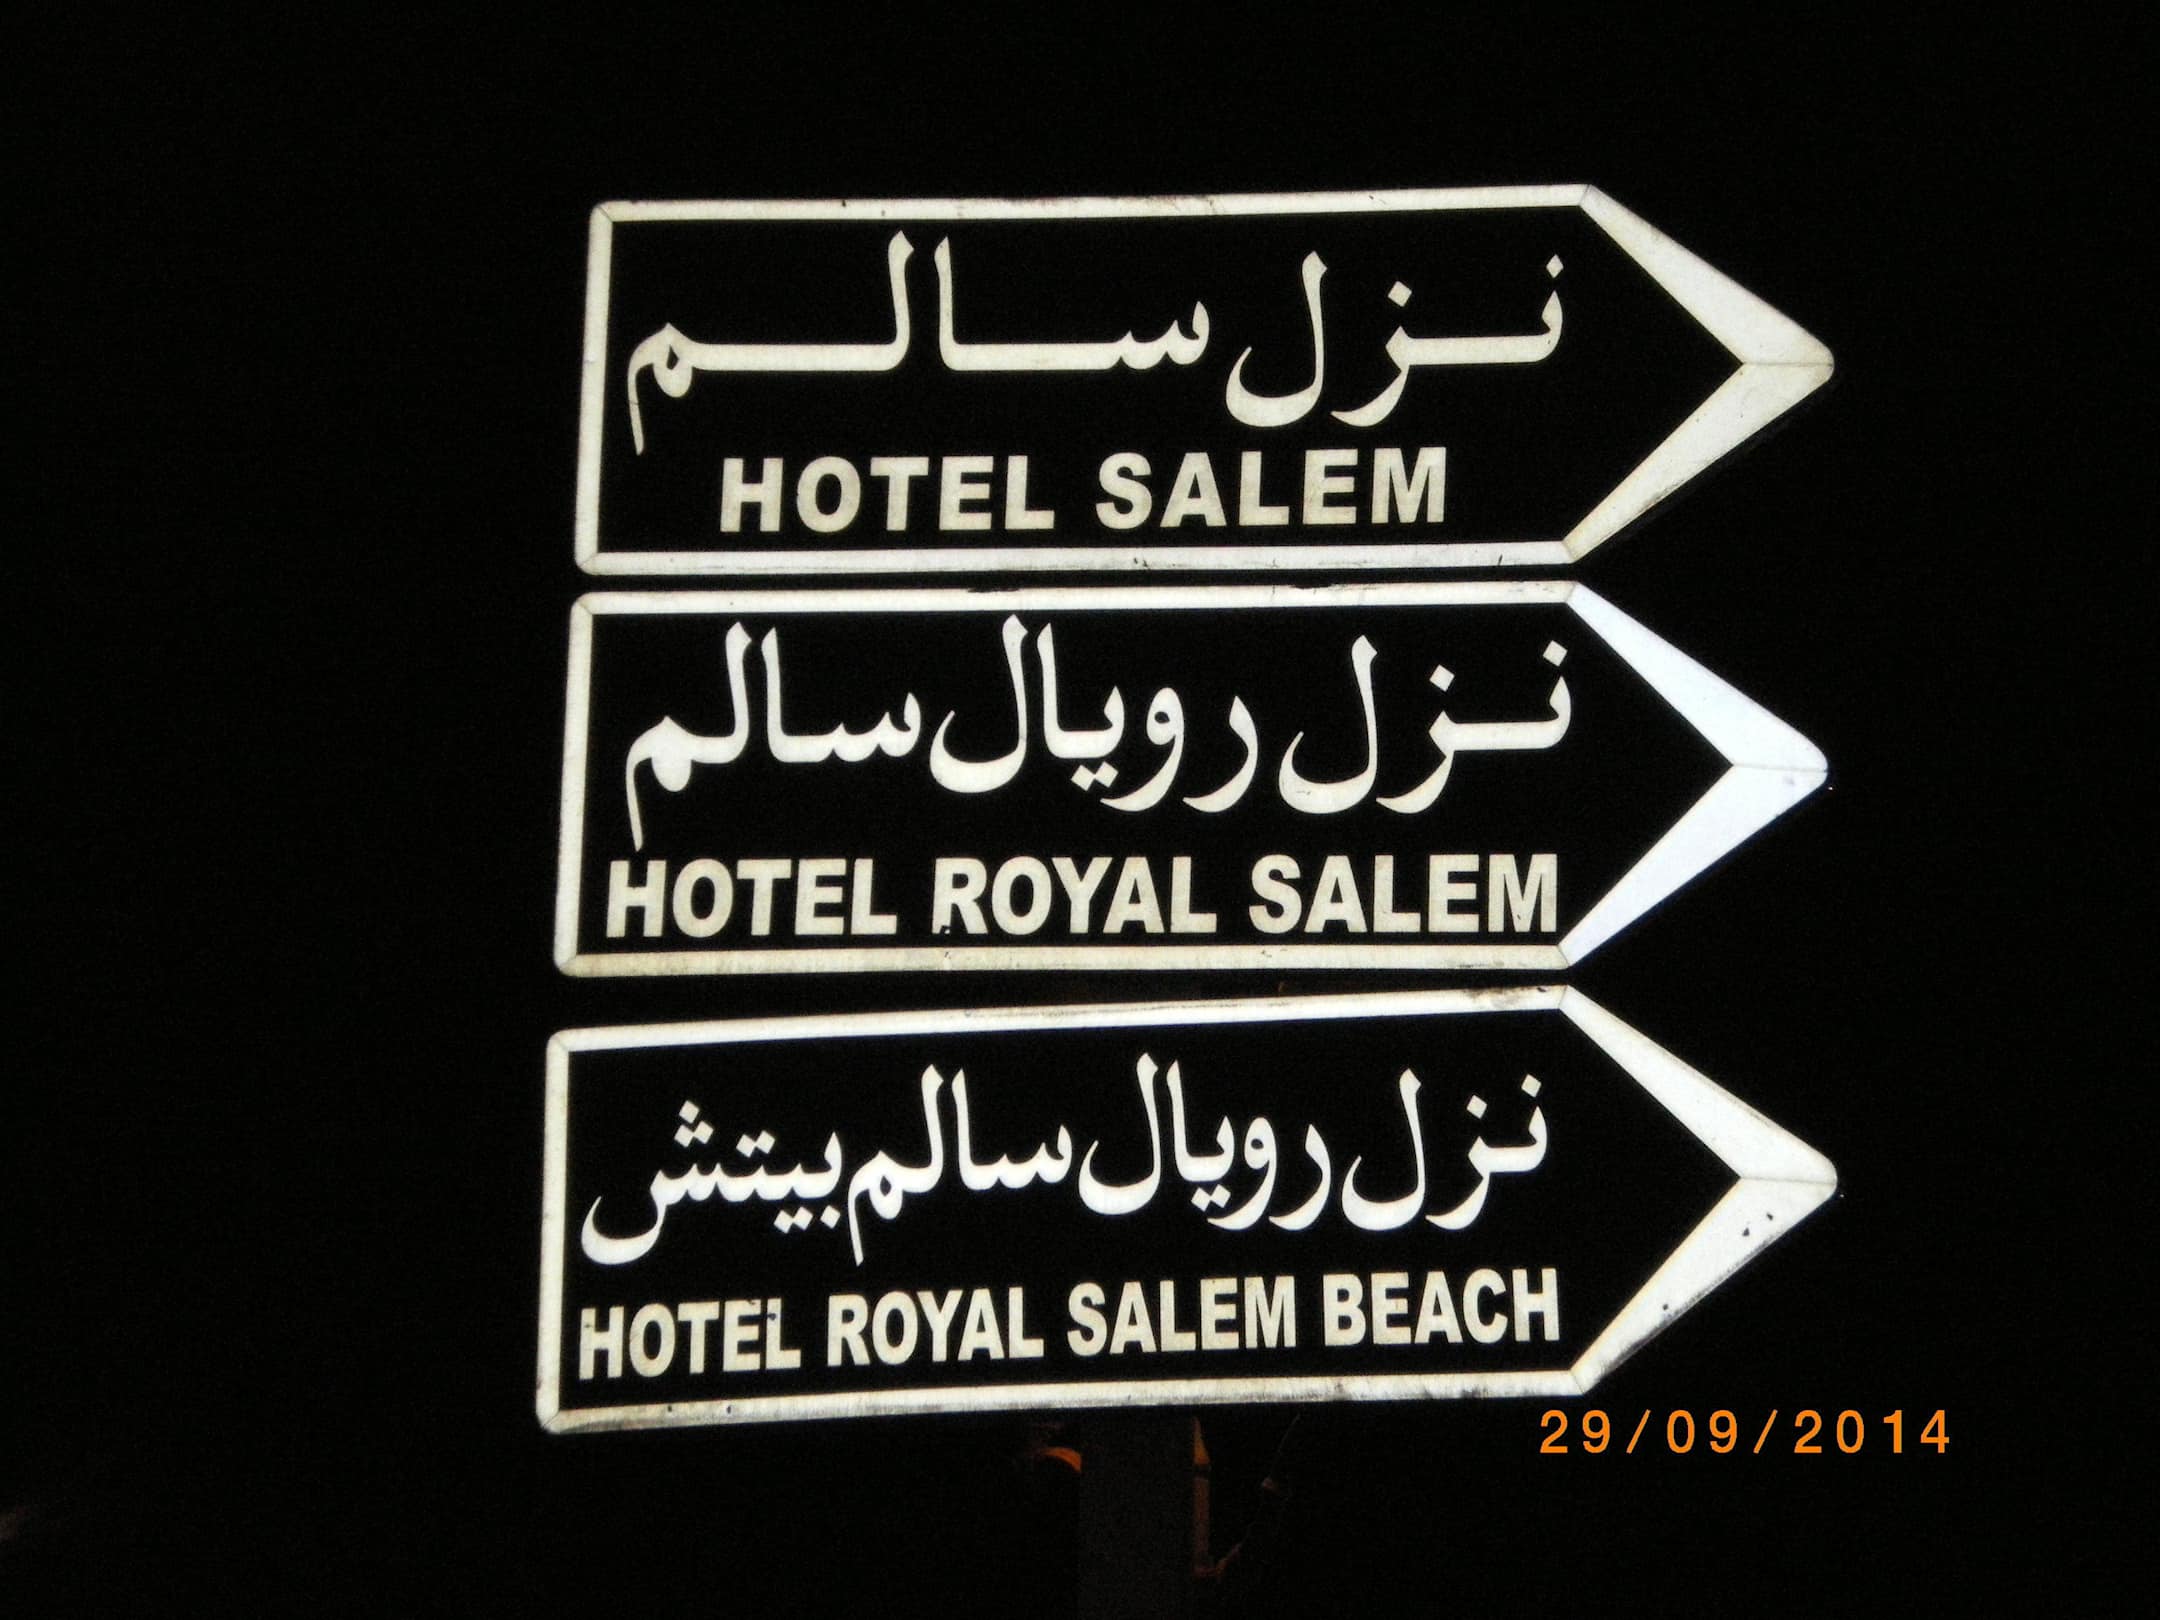 نزل سالم
HOTEL SALEM
نزل رويال سالم
HOTEL ROYAL SALEM
نزل رويال سالم بيتش
HOTEL ROYAL SALEM BEACH
29/09/2014